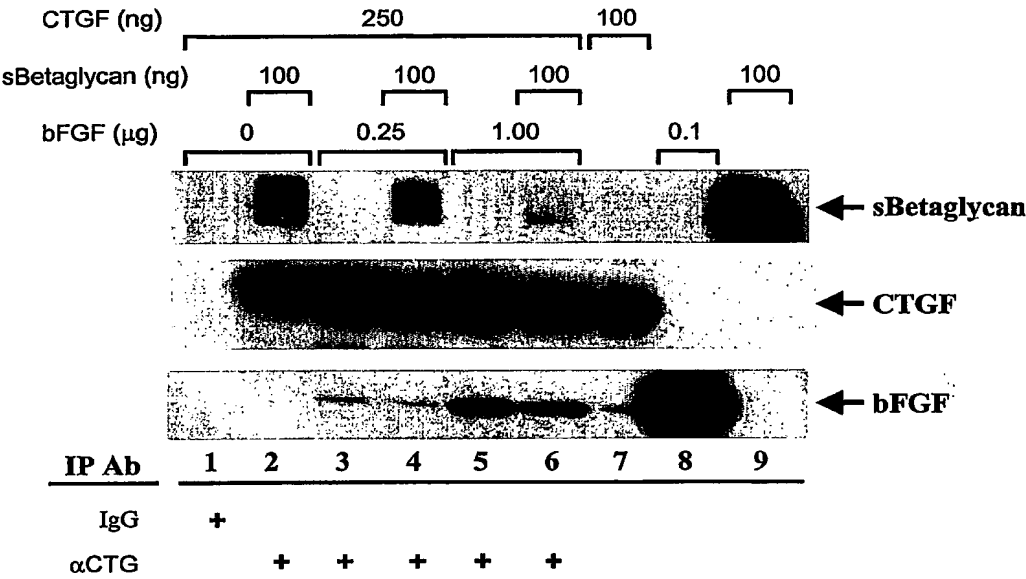 CTGF (ng) 250 100
sBetaglycan (ng) 100 100 100 100
bFGF (µg) 0 0.25 1.00 0.1
sBetaglycan
CTGF
bFGF
IP Ab 1 2 3 4 5 6 7 8 9
IgG +
αCTG + + + + +